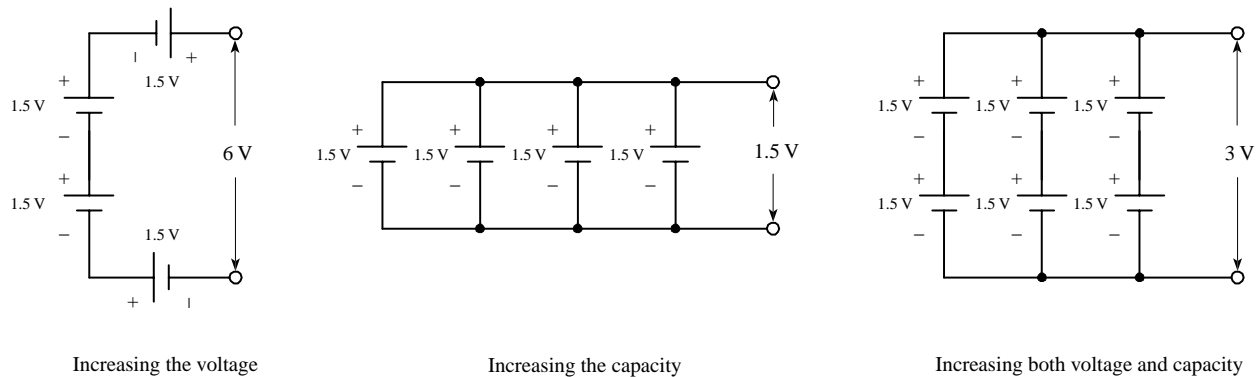 − +
1.5 V
+
1.5 V
−
+
1.5 V
−
1.5 V
+ −
6 V
Increasing the voltage
+ + + +
1.5 V 1.5 V 1.5 V 1.5 V
− − − −
1.5 V
Increasing the capacity
+ + +
1.5 V 1.5 V 1.5 V
− − −
+ + +
1.5 V 1.5 V 1.5 V
− − −
3 V
Increasing both voltage and capacity